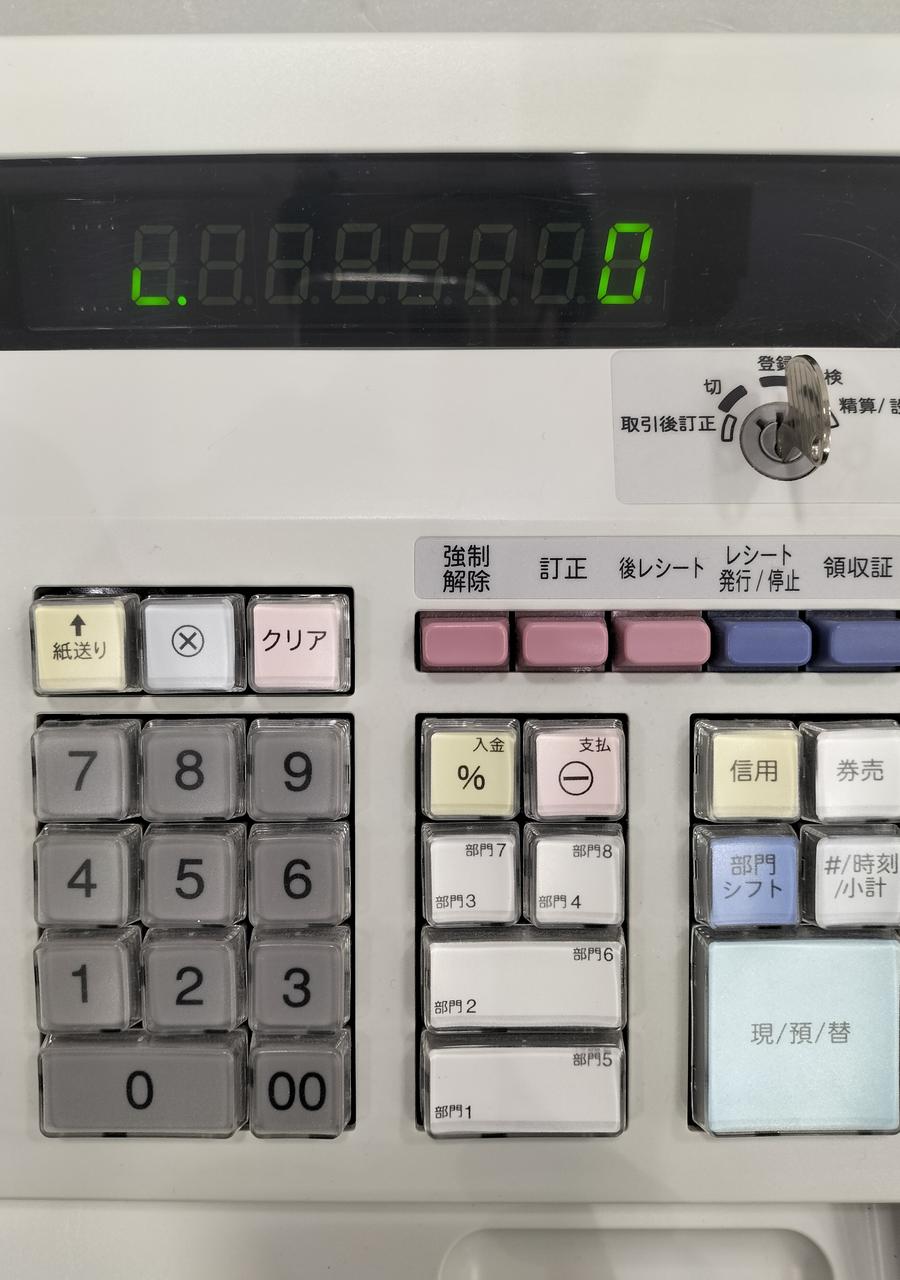 L. 0
登録
切 検
取引後訂正 精算/設
強制
解除
訂正
後レシート
レシート
発行/停止
領収証
↑
紙送り
⊗
クリア
7 8 9
4 5 6
1 2 3
0 00
入金
%
支払
⊖
部門7
部門3
部門8
部門4
部門6
部門2
部門5
部門1
信用
券売
部門
シフト
#/時刻
/小計
現/預/替